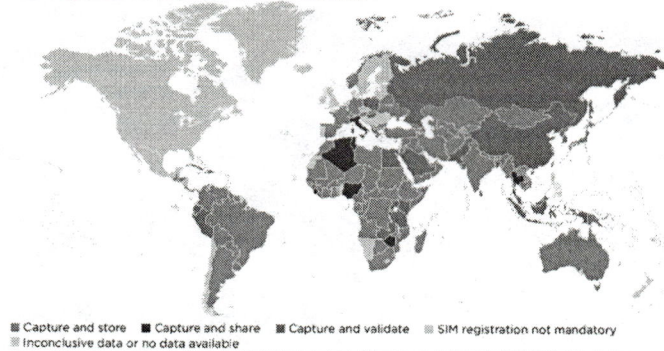 Capture and store Capture and share Capture and validate SIM registration not mandatory
Inconclusive data or no data available